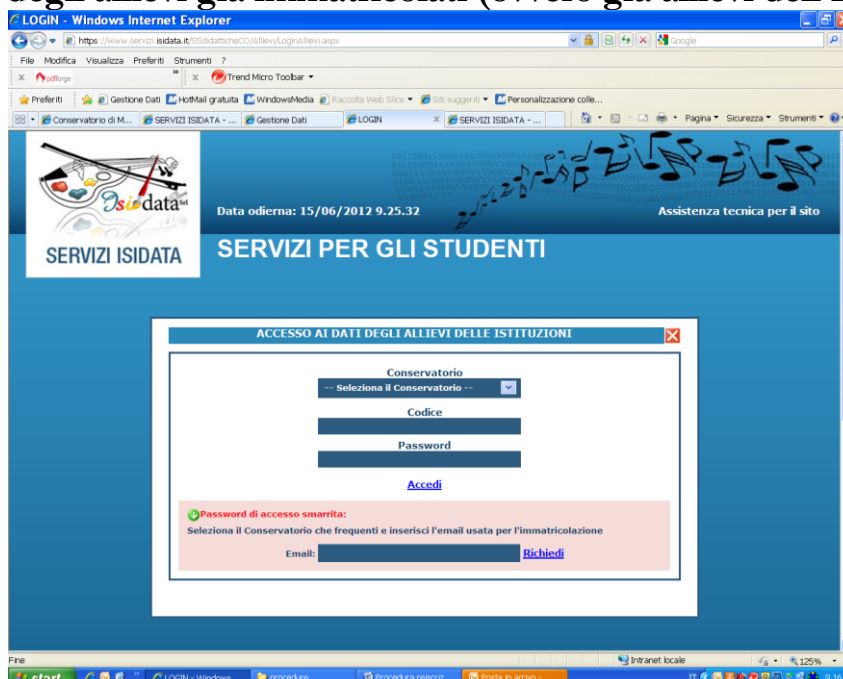 LOGIN - Windows Internet Explorer
https://www.servizi.isidata.it/SSdidatticheCO/Allievi/LoginAllievi.aspx
Google
File Modifica Visualizza Preferiti Strumenti ?
x pdfforge » x Trend Micro Toolbar
Preferiti Gestione Dati HotMail gratuita WindowsMedia Raccolta Web Slice Siti suggeriti Personalizzazione colle...
Conservatorio di M... SERVIZI ISIDATA - ... Gestione Dati LOGIN x SERVIZI ISIDATA - ... Pagina Sicurezza Strumenti
Isidata
SERVIZI ISIDATA
Data odierna: 15/06/2012 9.25.32
Assistenza tecnica per il sito
SERVIZI PER GLI STUDENTI
ACCESSO AI DATI DEGLI ALLIEVI DELLE ISTITUZIONI
Conservatorio
-- Seleziona il Conservatorio --
Codice
Password
Accedi
Password di accesso smarrita:
Seleziona il Conservatorio che frequenti e inserisci l'email usata per l'immatricolazione
Email:
Richiedi
Fine Intranet locale 125%
start LOGIN - Windows ... procedura Procedura reiscriz... Posta in arrivo - ... IT 9.16